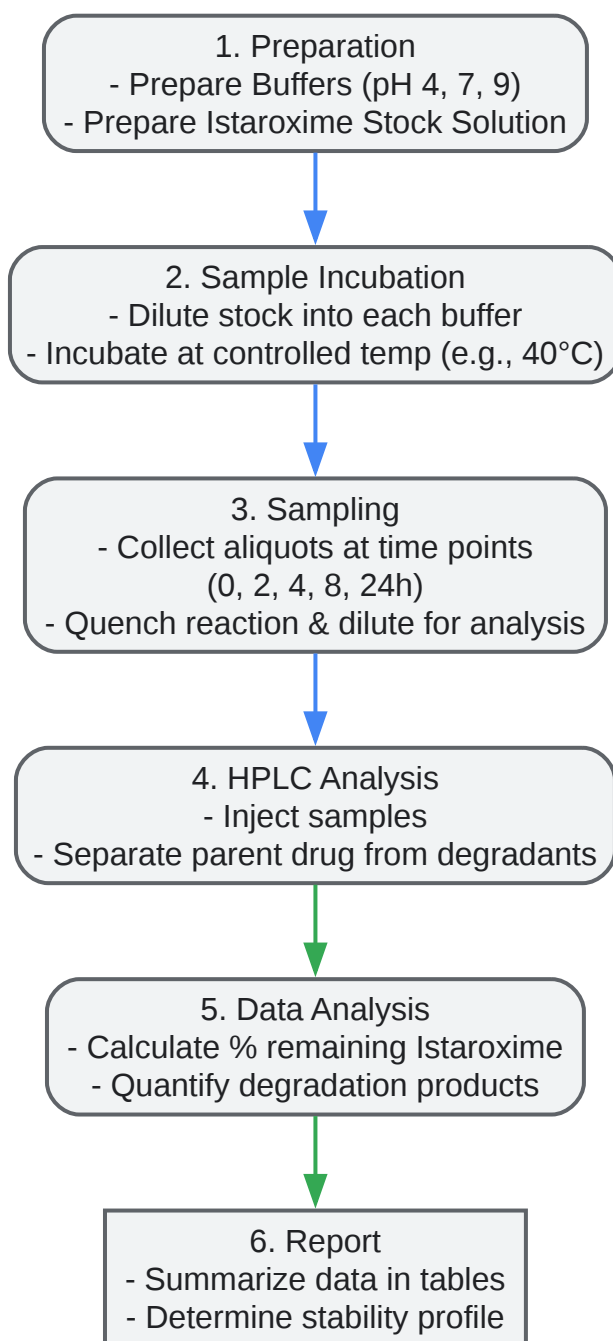 1. Preparation
- Prepare Buffers (pH 4, 7, 9)
- Prepare Istaroxime Stock Solution
2. Sample Incubation
- Dilute stock into each buffer
- Incubate at controlled temp (e.g., 40°C)
3. Sampling
- Collect aliquots at time points
(0, 2, 4, 8, 24h)
- Quench reaction & dilute for analysis
4. HPLC Analysis
- Inject samples
- Separate parent drug from degradants
5. Data Analysis
- Calculate % remaining Istaroxime
- Quantify degradation products
6. Report
- Summarize data in tables
- Determine stability profile